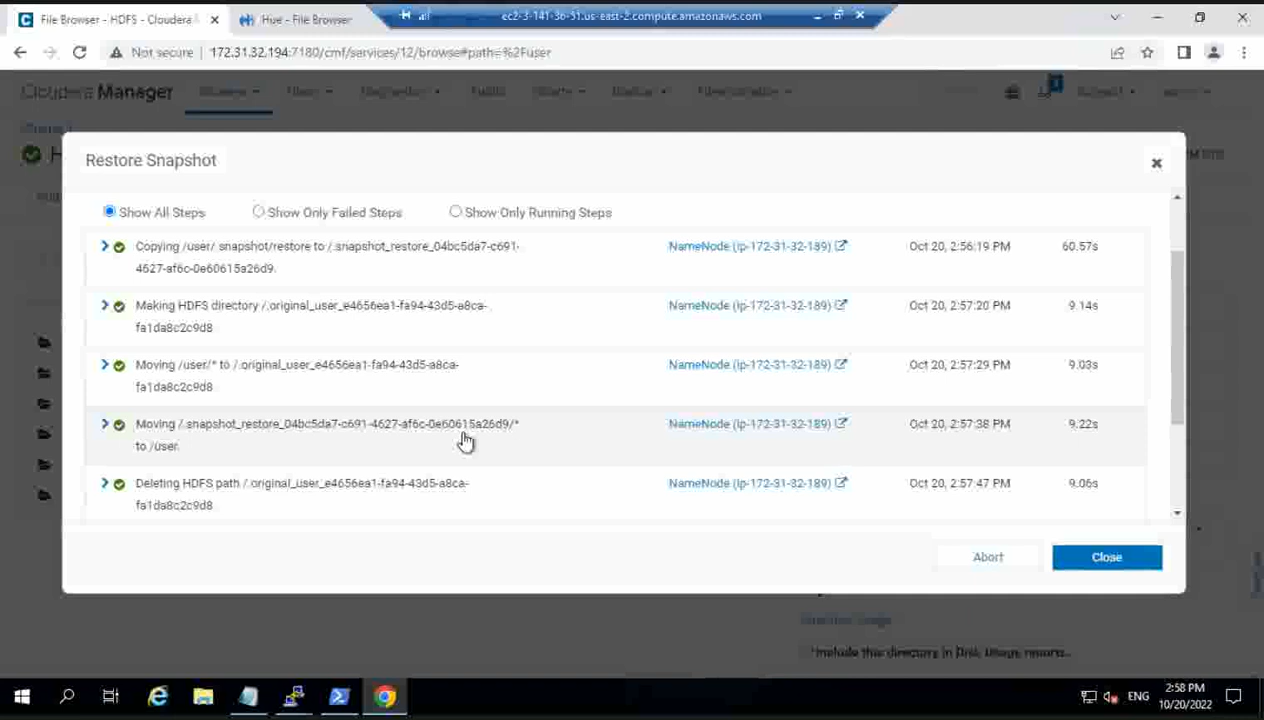 File Browser - HDFS - Cloudera
Hue - File Browser
ec2-3-141-36-51.us-east-2.compute.amazonaws.com
Not secure
172.31.32.194:7180/cmf/services/12/browse#path=%2Fuser
Cloudera Manager
Restore Snapshot
Show All Steps
Show Only Failed Steps
Show Only Running Steps
Copying /user/.snapshot/restore to /.snapshot_restore_04bc5da7-c691-
4627-af6c-0e60615a26d9.
NameNode (ip-172-31-32-189)
Oct 20, 2:56:19 PM
60.57s
Making HDFS directory /.original_user_e4656ea1-fa94-43d5-a8ca-
fa1da8c2c9d8
NameNode (ip-172-31-32-189)
Oct 20, 2:57:20 PM
9.14s
Moving /user/* to /.original_user_e4656ea1-fa94-43d5-a8ca-
fa1da8c2c9d8
NameNode (ip-172-31-32-189)
Oct 20, 2:57:29 PM
9.03s
Moving /.snapshot_restore_04bc5da7-c691-4627-af6c-0e60615a26d9/*
to /user.
NameNode (ip-172-31-32-189)
Oct 20, 2:57:38 PM
9.22s
Deleting HDFS path /.original_user_e4656ea1-fa94-43d5-a8ca-
fa1da8c2c9d8
NameNode (ip-172-31-32-189)
Oct 20, 2:57:47 PM
9.06s
Abort
Close
*Include this directory in Disk Usage reports.
ENG
2:58 PM
10/20/2022